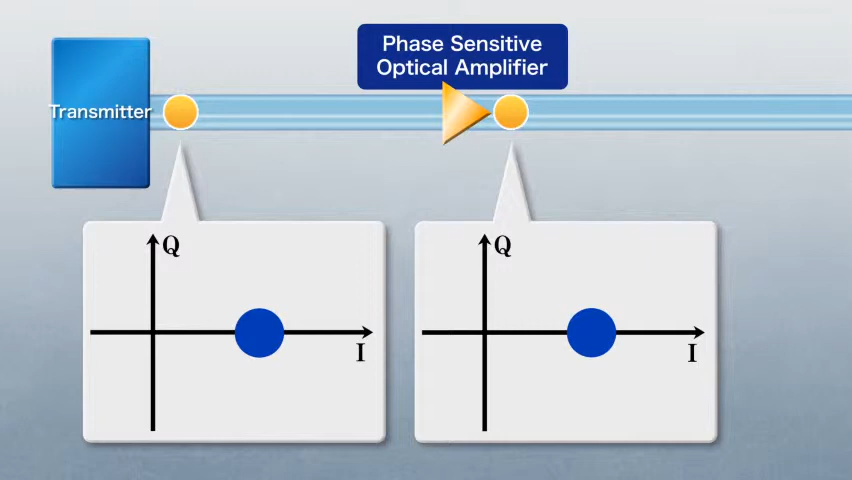 Phase Sensitive
Optical Amplifier
Transmitter
Q
I
Q
I